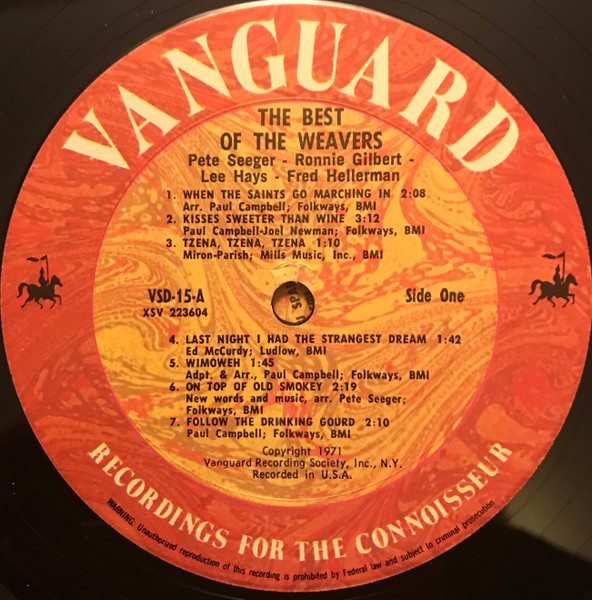 VANGUARD
THE BEST
OF THE WEAVERS
Pete Seeger - Ronnie Gilbert -
Lee Hays - Fred Hellerman
1. WHEN THE SAINTS GO MARCHING IN 2:08
Arr. Paul Campbell; Folkways, BMI
2. KISSES SWEETER THAN WINE 3:12
Paul Campbell-Joel Newman; Folkways, BMI
3. TZENA, TZENA, TZENA 1:10
Miron-Parish; Mills Music, Inc., BMI
VSD-15-A
XSV 223604
Side One
4. LAST NIGHT I HAD THE STRANGEST DREAM 1:42
Ed McCurdy; Ludlow, BMI
5. WIMOWEH 1:45
Adpt. & Arr., Paul Campbell; Folkways, BMI
6. ON TOP OF OLD SMOKEY 2:19
New words and music, arr. Pete Seeger;
Folkways, BMI
7. FOLLOW THE DRINKING GOURD 2:10
Paul Campbell; Folkways, BMI
Copyright 1971
Vanguard Recording Society, Inc., N.Y.
Recorded in U.S.A.
RECORDINGS FOR THE CONNOISSEUR
WARNING: Unauthorized reproduction of this recording is prohibited by Federal law and subject to criminal prosecution